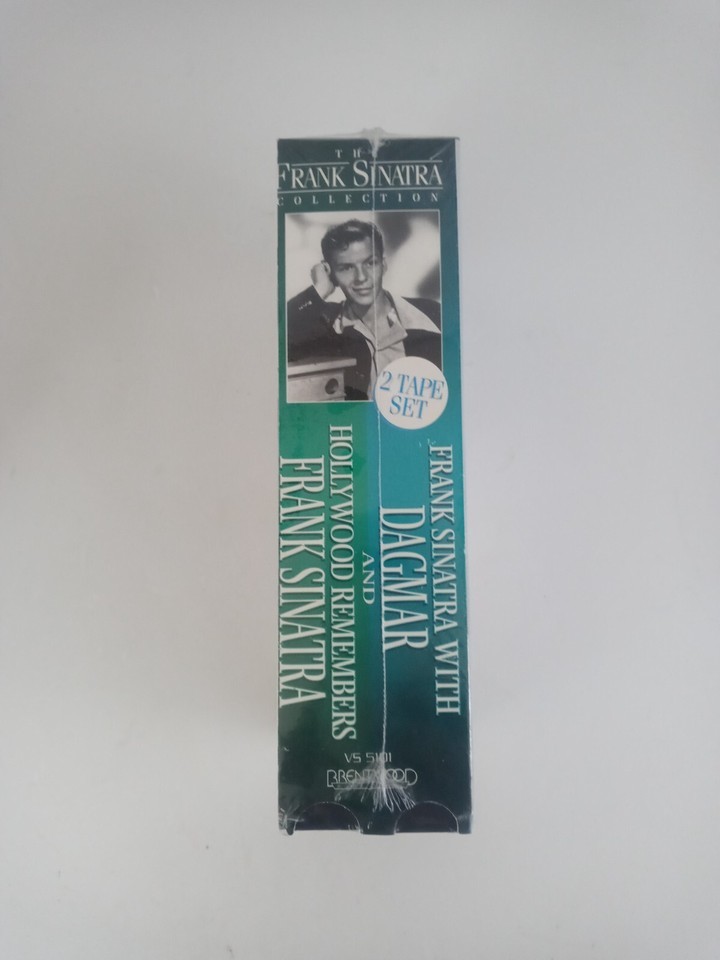 THE
FRANK SINATRA
COLLECTION
2 TAPE
SET
FRANK SINATRA WITH
DAGMAR
AND
HOLLYWOOD REMEMBERS
FRANK SINATRA
VS 5101
BRENTWOOD